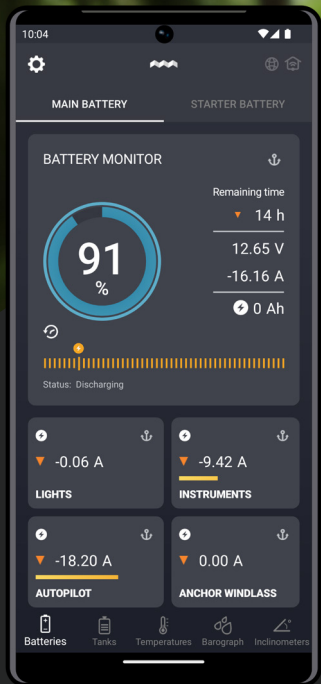 10:04
MAIN BATTERY STARTER BATTERY
BATTERY MONITOR
Remaining time
14 h
12.65 V
-16.16 A
0 Ah
91
%
Status: Discharging
-0.06 A
LIGHTS
-9.42 A
INSTRUMENTS
-18.20 A
AUTOPILOT
0.00 A
ANCHOR WINDLASS
Batteries Tanks Temperatures Barograph Inclinometers